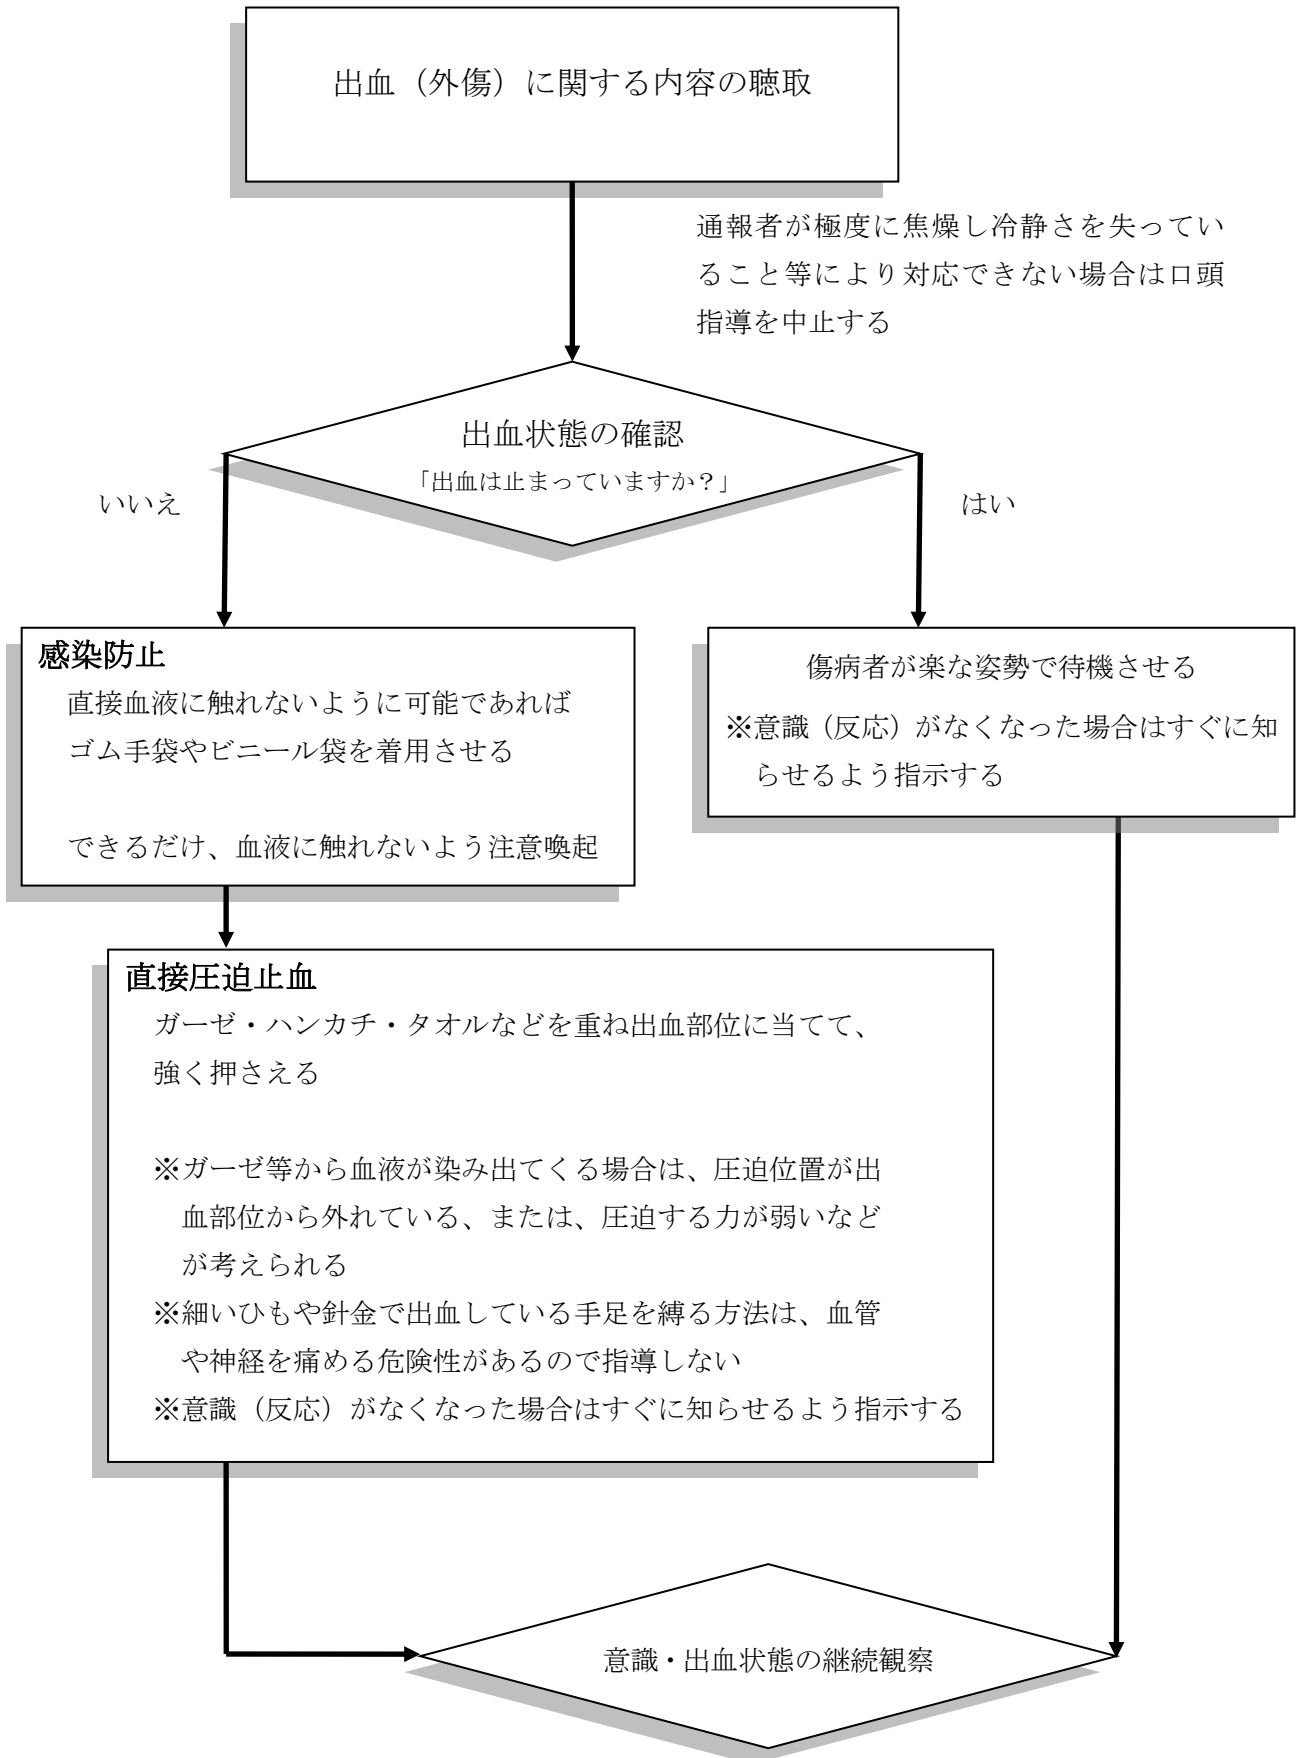 出血（外傷）に関する内容の聴取
通報者が極度に焦燥し冷静さを失ってい
ること等により対応できない場合は口頭
指導を中止する
出血状態の確認
「出血は止まっていますか？」
いいえ
はい
感染防止
直接血液に触れないように可能であれば
ゴム手袋やビニール袋を着用させる
できるだけ、血液に触れないよう注意喚起
傷病者が楽な姿勢で待機させる
※意識（反応）がなくなった場合はすぐに知
らせるよう指示する
直接圧迫止血
ガーゼ・ハンカチ・タオルなどを重ね出血部位に当てて、
強く押さえる
※ガーゼ等から血液が染み出てくる場合は、圧迫位置が出
血部位から外れている、または、圧迫する力が弱いなど
が考えられる
※細いひもや針金で出血している手足を縛る方法は、血管
や神経を痛める危険性があるので指導しない
※意識（反応）がなくなった場合はすぐに知らせるよう指示する
意識・出血状態の継続観察